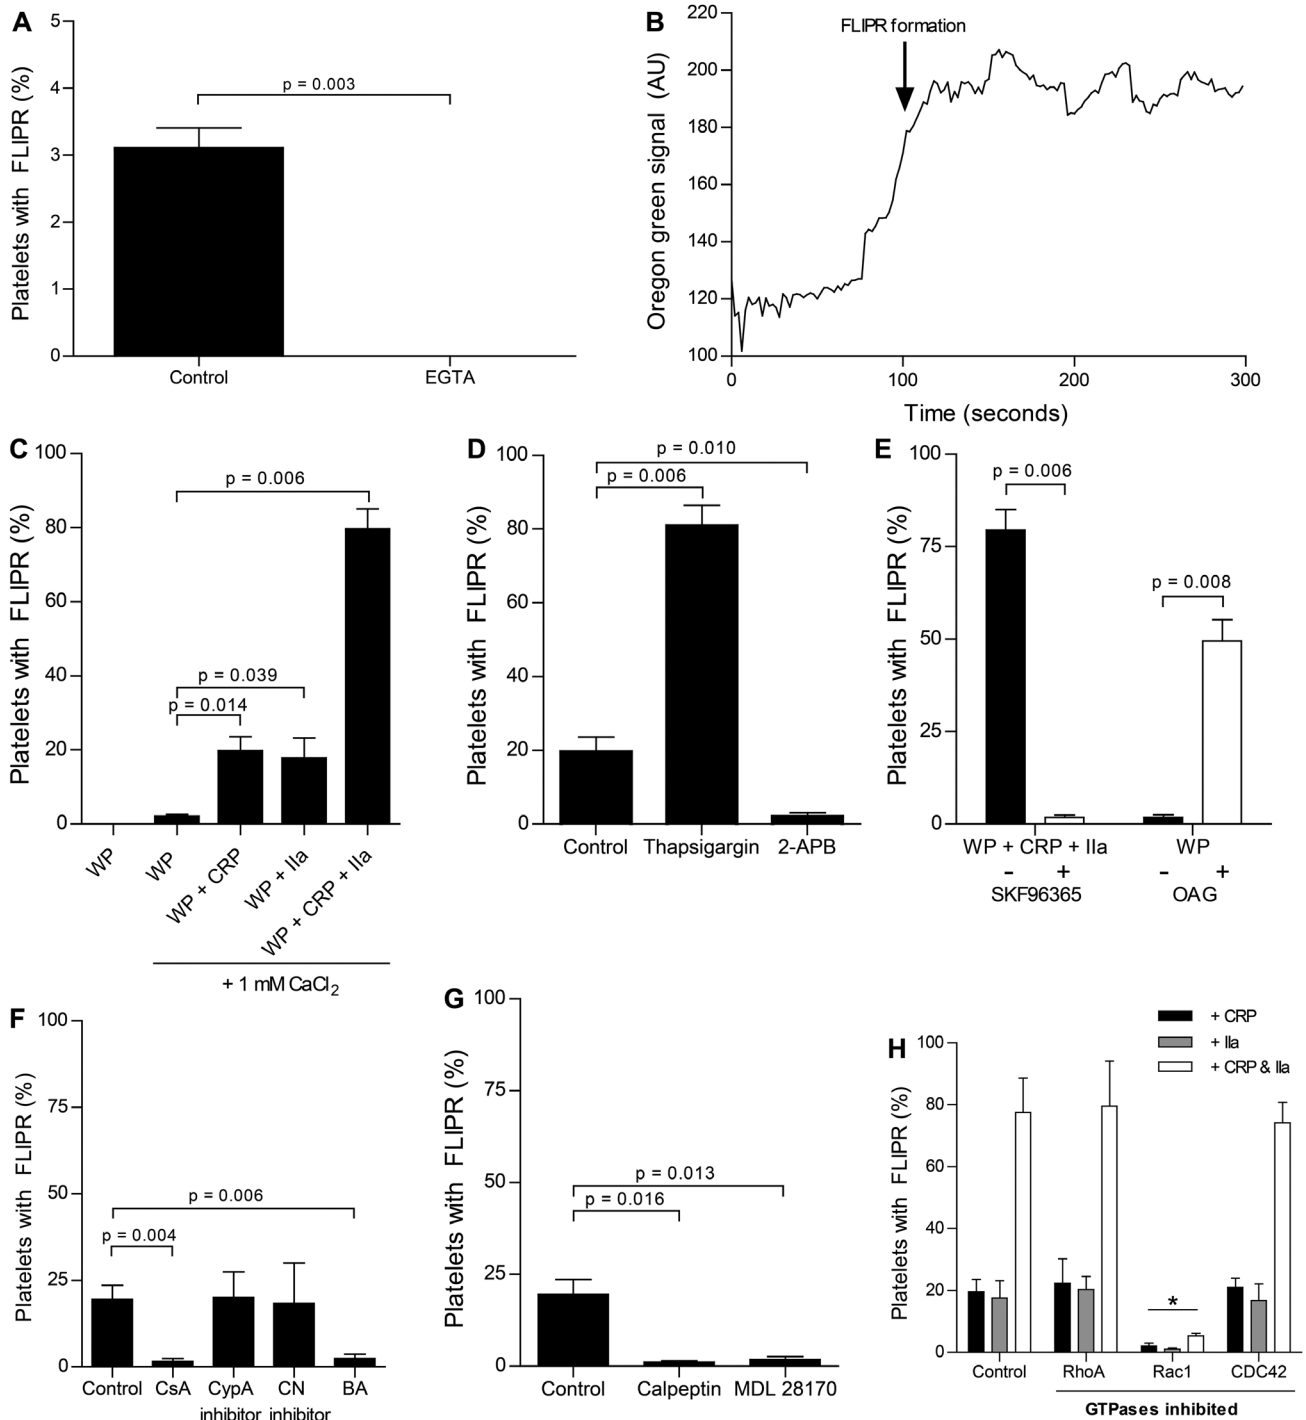 A
Platelets with FLIPR (%)
5
4
3
2
1
0
p = 0.003
Control
EGTA
B
Oregon green signal (AU)
220
200
180
160
140
120
100
FLIPR formation
0
100
200
300
Time (seconds)
C
Platelets with FLIPR (%)
100
80
60
40
20
0
p = 0.006
p = 0.039
p = 0.014
WP
WP
WP + CRP
WP + IIa
WP + CRP + IIa
+ 1 mM CaCl2
D
Platelets with FLIPR (%)
100
80
60
40
20
0
p = 0.010
p = 0.006
Control
Thapsigargin
2-APB
E
Platelets with FLIPR (%)
100
75
50
25
0
p = 0.006
p = 0.008
WP + CRP + IIa
WP
- +
- +
SKF96365
OAG
F
Platelets with FLIPR (%)
100
75
50
25
0
p = 0.006
p = 0.004
Control
CsA
CypA
inhibitor
CN
inhibitor
BA
G
Platelets with FLIPR (%)
100
75
50
25
0
p = 0.013
p = 0.016
Control
Calpeptin
MDL 28170
H
+ CRP
+ IIa
+ CRP & IIa
Platelets with FLIPR (%)
100
80
60
40
20
0
*
Control
RhoA
Rac1
CDC42
GTPases inhibited